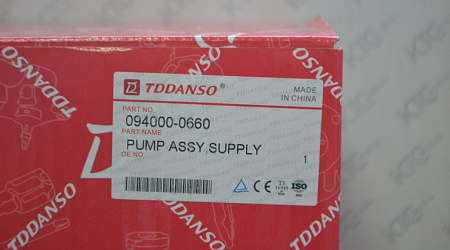 TDDANSO
TDDANSO
MADE
IN CHINA
PART NO.
094000-0660
PART NAME
PUMP ASSY, SUPPLY
OE NO.
1
CE
ISO
TDDANSO